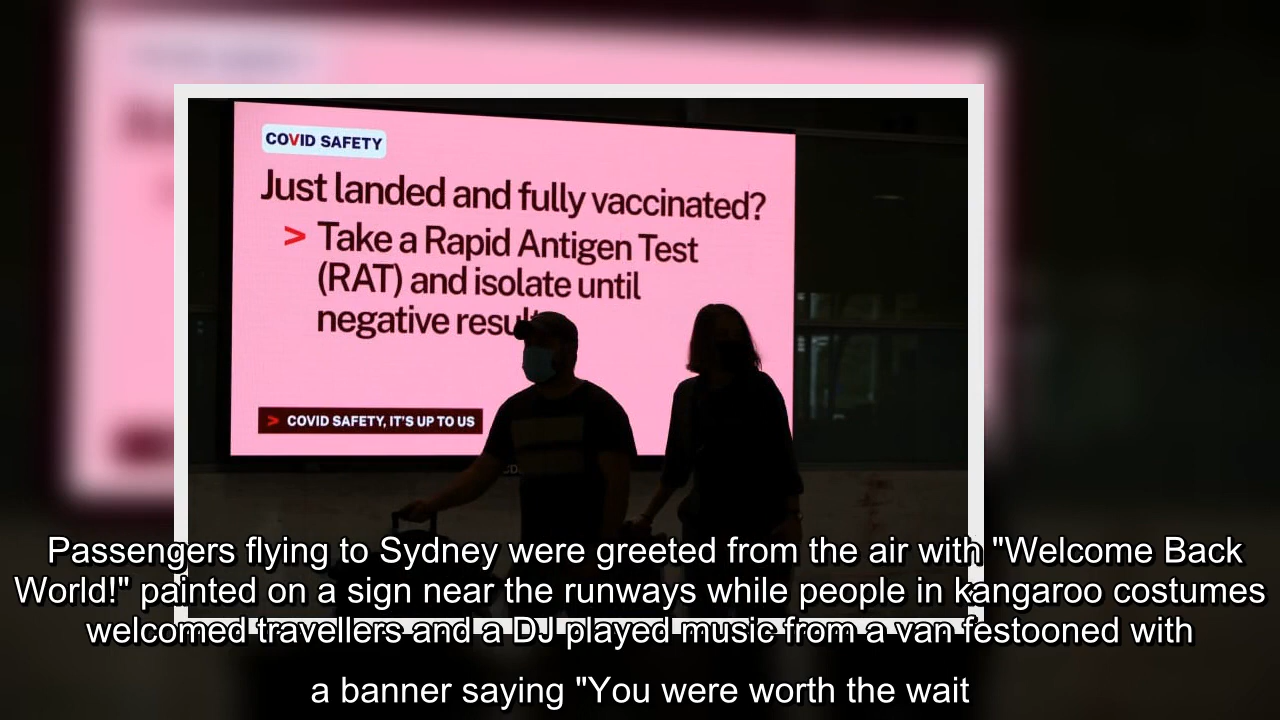 COVID SAFETY
Just landed and fully vaccinated?
> Take a Rapid Antigen Test
(RAT) and isolate until
negative resul
> COVID SAFETY, IT'S UP TO US
Passengers flying to Sydney were greeted from the air with "Welcome Back
World!" painted on a sign near the runways while people in kangaroo costumes
welcomed travellers and a DJ played music from a van festooned with
a banner saying "You were worth the wait